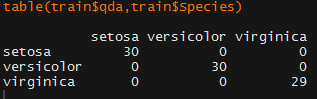 table(train$qda,train$Species)
setosa versicolor virginica
setosa 30 0 0
versicolor 0 30 0
virginica 0 0 29